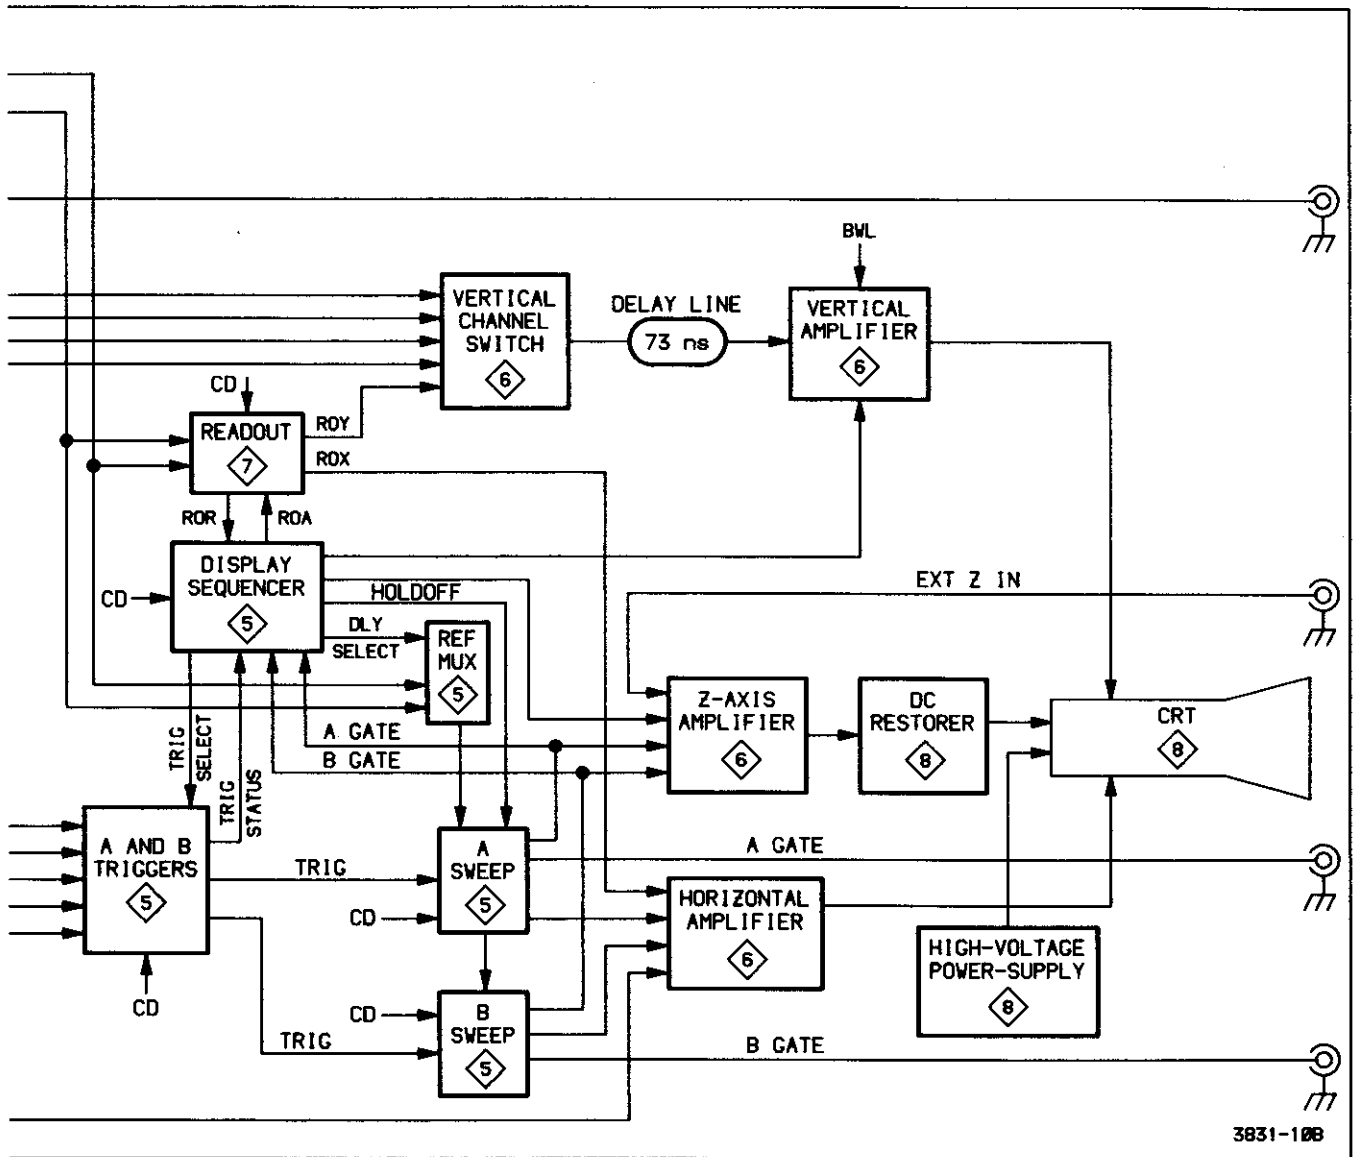 BWL
VERTICAL
CHANNEL
SWITCH
6
DELAY LINE
73 ns
VERTICAL
AMPLIFIER
6
CD
READOUT
7
ROY
ROX
ROR
ROA
DISPLAY
SEQUENCER
5
CD
HOLDOFF
DLY
SELECT
REF
MUX
5
EXT Z IN
Z-AXIS
AMPLIFIER
6
DC
RESTORER
8
CRT
8
A GATE
B GATE
TRIG
SELECT
TRIG
STATUS
A AND B
TRIGGERS
5
CD
TRIG
CD
A
SWEEP
5
A GATE
HORIZONTAL
AMPLIFIER
6
HIGH-VOLTAGE
POWER-SUPPLY
8
TRIG
CD
B
SWEEP
5
B GATE
3831-10B